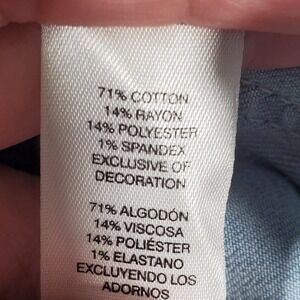 71% COTTON
14% RAYON
14% POLYESTER
1% SPANDEX
EXCLUSIVE OF
DECORATION
71% ALGODÓN
14% VISCOSA
14% POLIÉSTER
1% ELASTANO
EXCLUYENDO LOS
ADORNOS